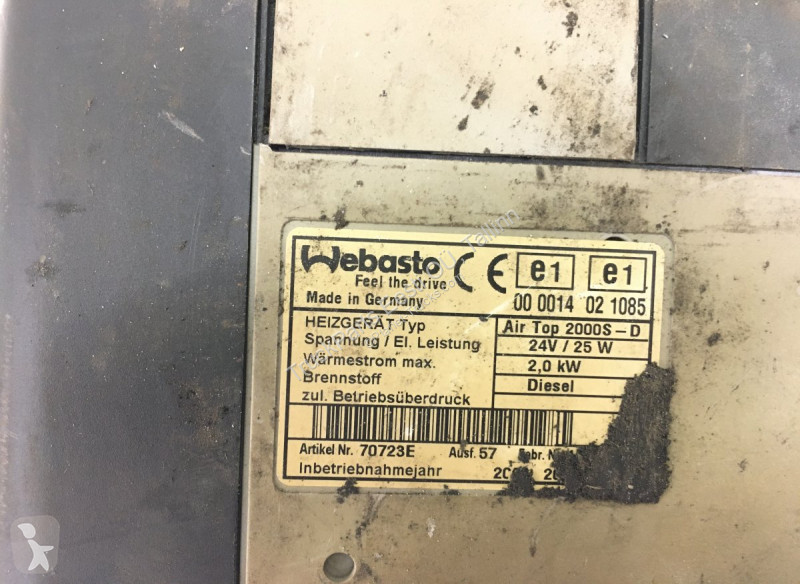 Webasto
Feel the drive
Made in Germany
CE
e1 e1
00 0014 02 1085
HEIZGERÄT Typ Air Top 2000S-D
Spannung / El. Leistung 24V / 25 W
Wärmestrom max. 2,0 kW
Brennstoff Diesel
zul. Betriebsüberdruck
Artikel Nr. 70723E Ausf. 57
Inbetriebnahmejahr